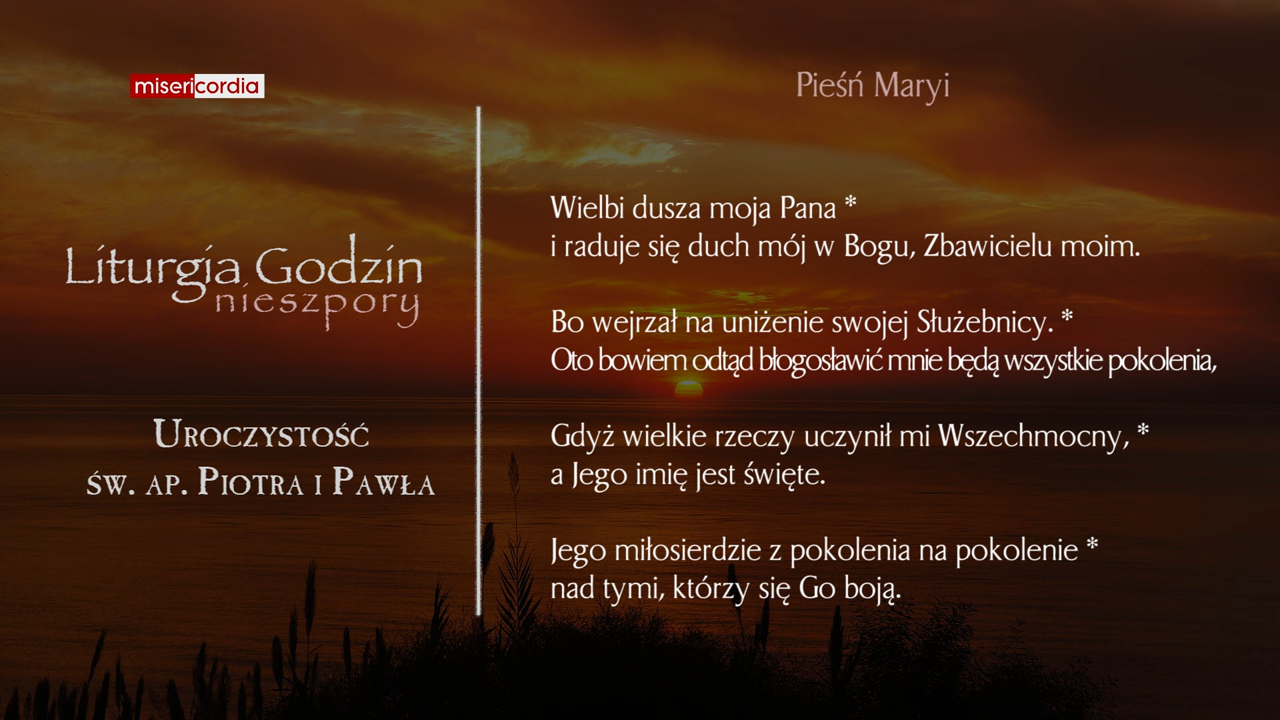 misericordia
Liturgia Godzin
nieszpory
Uroczystość
św. ap. Piotra i Pawła
Pieśń Maryi
Wielbi dusza moja Pana *
i raduje się duch mój w Bogu, Zbawicielu moim.
Bo wejrzał na uniżenie swojej Służebnicy. *
Oto bowiem odtąd błogosławić mnie będą wszystkie pokolenia,
Gdyż wielkie rzeczy uczynił mi Wszechmocny, *
a Jego imię jest święte.
Jego miłosierdzie z pokolenia na pokolenie *
nad tymi, którzy się Go boją.